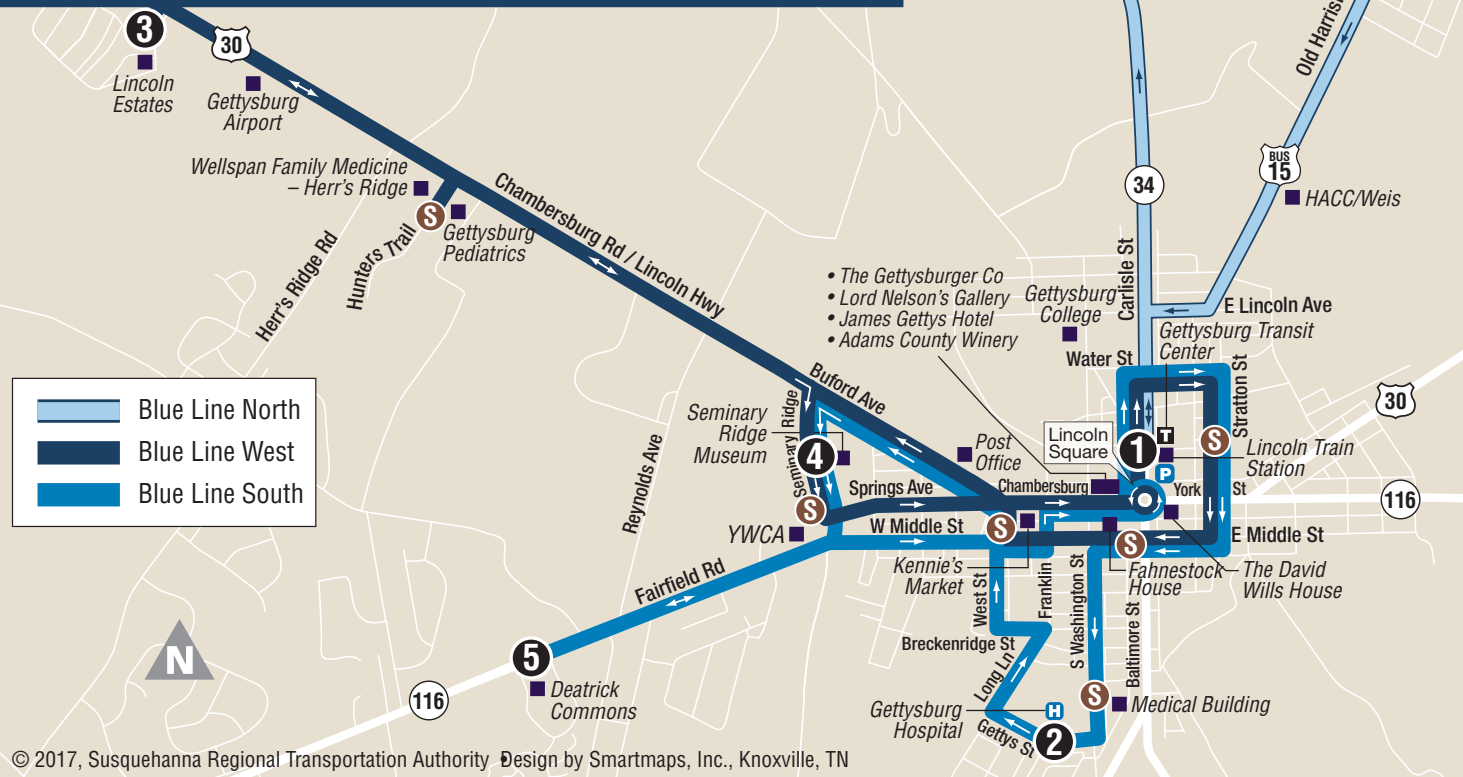 3
30
Lincoln
Estates
Gettysburg
Airport
Old Harris
Wellspan Family Medicine
– Herr's Ridge
S
Gettysburg
Pediatrics
Hunters Trail
Herr's Ridge Rd
Chambersburg Rd / Lincoln Hwy
34
BUS
15
HACC/Weis
Carlisle St
• The Gettysburger Co
• Lord Nelson's Gallery
• James Gettys Hotel
• Adams County Winery
Gettysburg
College
E Lincoln Ave
Gettysburg Transit
Center
Water St
Stratton St
30
Blue Line North
Blue Line West
Blue Line South
Buford Ave
Seminary Ridge
Seminary
Ridge
Museum
4
S
Reynolds Ave
Post
Office
Lincoln
Square
1
T
P
S
Lincoln Train
Station
Springs Ave
Chambersburg
York
St
116
YWCA
W Middle St
S
S
E Middle St
Fairfield Rd
Kennie's
Market
Fahnestock
House
The David
Wills House
West St
Franklin
S Washington St
Baltimore St
Breckenridge St
Long Ln
5
Deatrick
Commons
116
N
Gettysburg
Hospital
H
Gettys St
2
S
Medical Building
© 2017, Susquehanna Regional Transportation Authority • Design by Smartmaps, Inc., Knoxville, TN